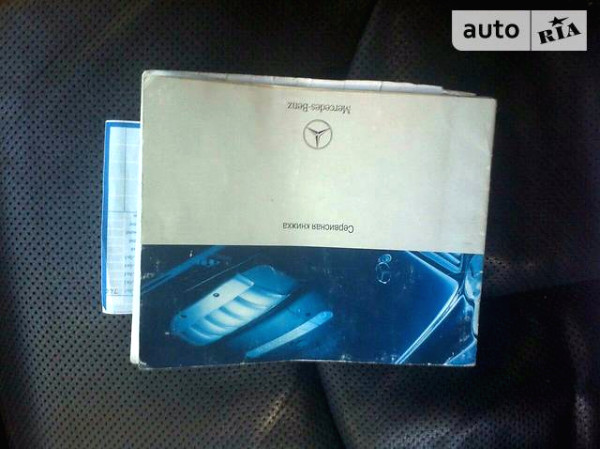 auto RIA
Mercedes-Benz
Сервисная книжка